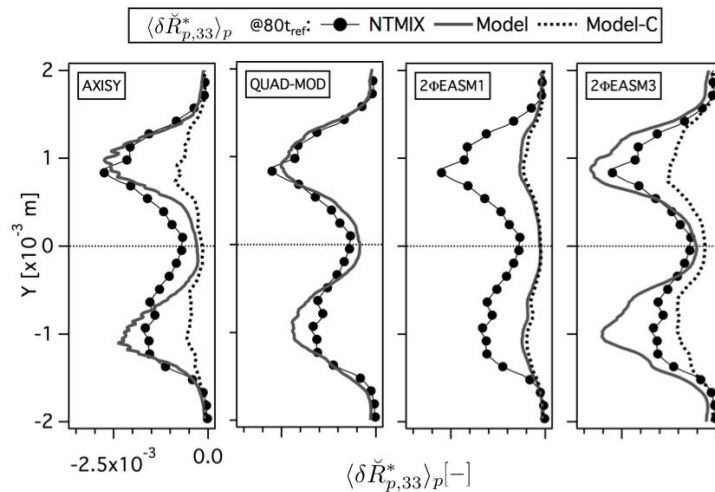 ⟨δR̆*p,33⟩p @80tref: NTMIX Model Model-C
AXISY QUAD-MOD 2ΦEASM1 2ΦEASM3
Y [x10-3 m]
2
1
0
-1
-2
-2.5x10-3 0.0
⟨δR̆*p,33⟩p[−]